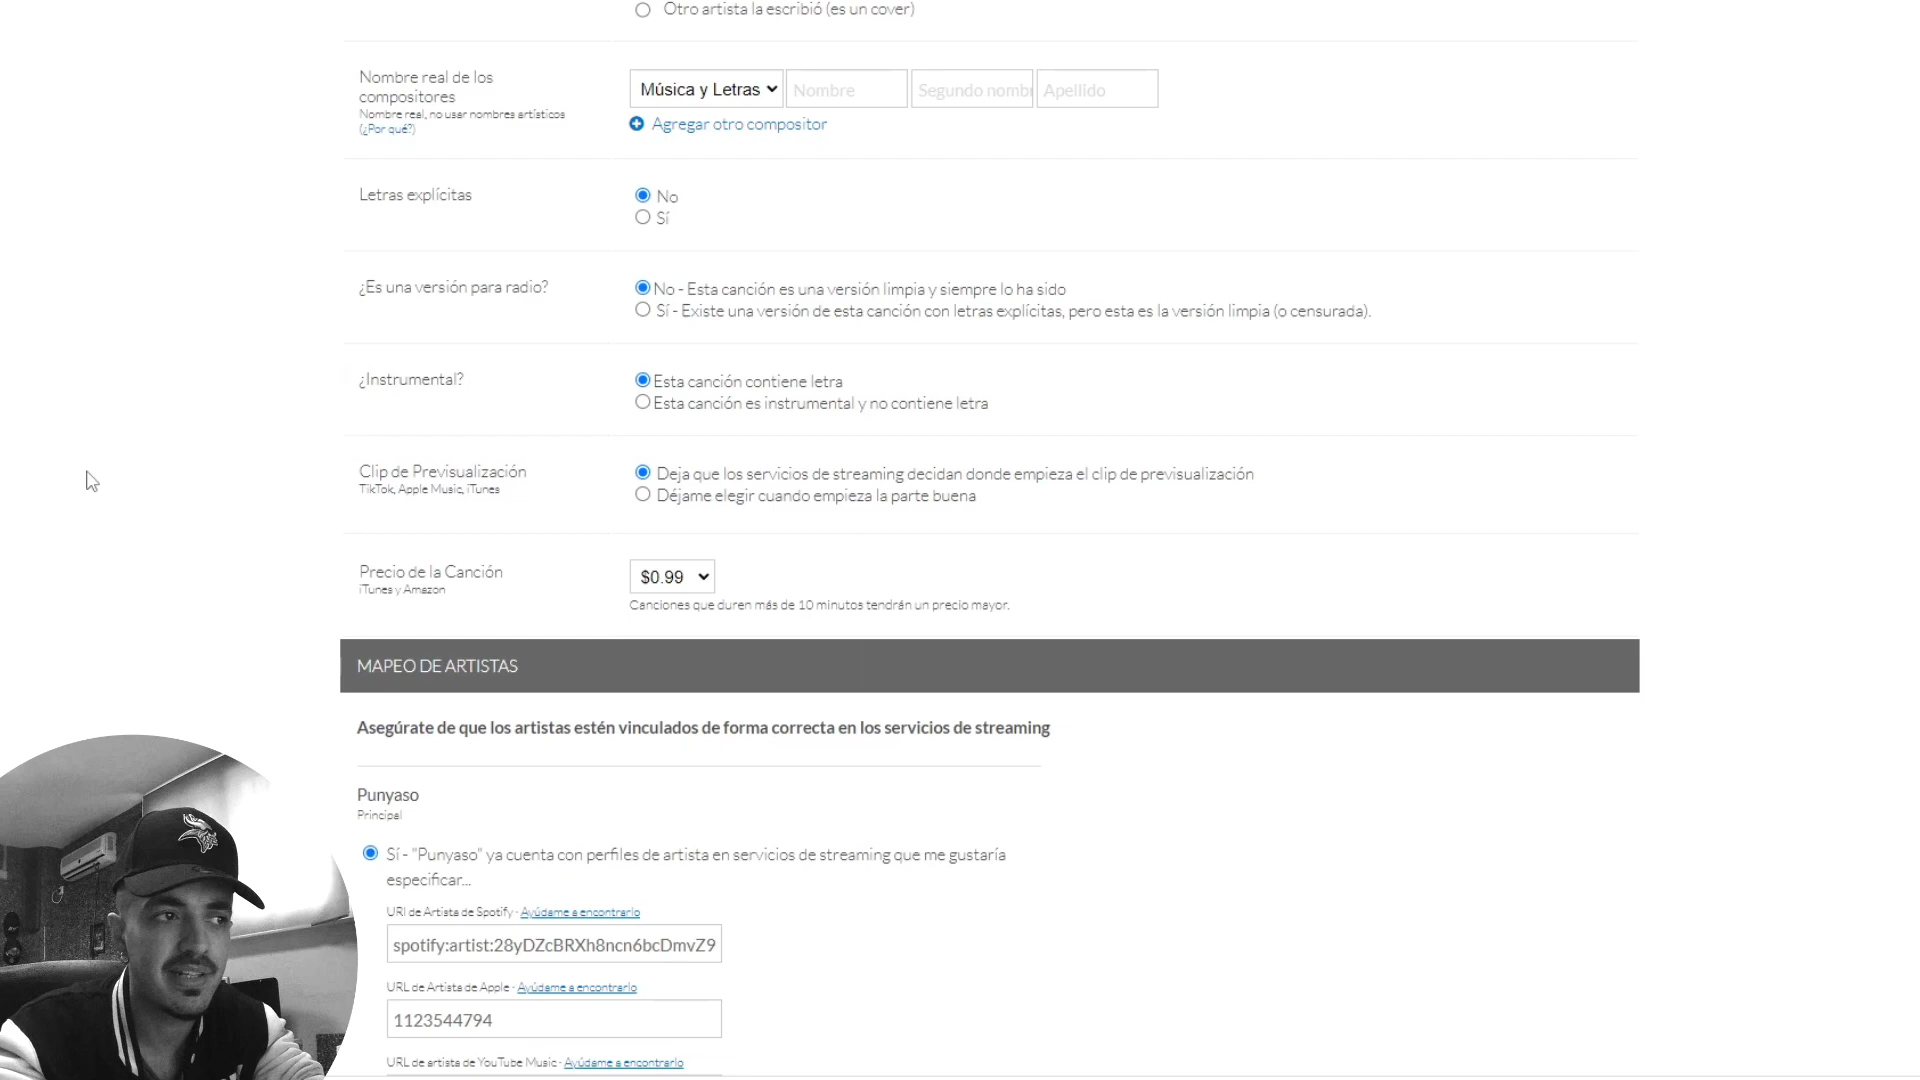 Otro artista la escribió (es un cover)
Nombre real de los
compositores
Nombre real, no usar nombres artísticos
(¿Por qué?)
Música y Letras Nombre Segundo nombr Apellido
Agregar otro compositor
Letras explícitas
No
Sí
¿Es una versión para radio?
No - Esta canción es una versión limpia y siempre lo ha sido
Sí - Existe una versión de esta canción con letras explícitas, pero esta es la versión limpia (o censurada).
¿Instrumental?
Esta canción contiene letra
Esta canción es instrumental y no contiene letra
Clip de Previsualización
TikTok, Apple Music, iTunes
Deja que los servicios de streaming decidan donde empieza el clip de previsualización
Déjame elegir cuando empieza la parte buena
Precio de la Canción
iTunes y Amazon
$0.99
Canciones que duren más de 10 minutos tendrán un precio mayor.
MAPEO DE ARTISTAS
Asegúrate de que los artistas estén vinculados de forma correcta en los servicios de streaming
Punyaso
Principal
Sí - "Punyaso" ya cuenta con perfiles de artista en servicios de streaming que me gustaría
especificar...
URI de Artista de Spotify - Ayúdame a encontrarlo
spotify:artist:28yDZcBRXh8ncn6bcDmvZ9
URL de Artista de Apple - Ayúdame a encontrarlo
1123544794
URL de artista de YouTube Music - Ayúdame a encontrarlo